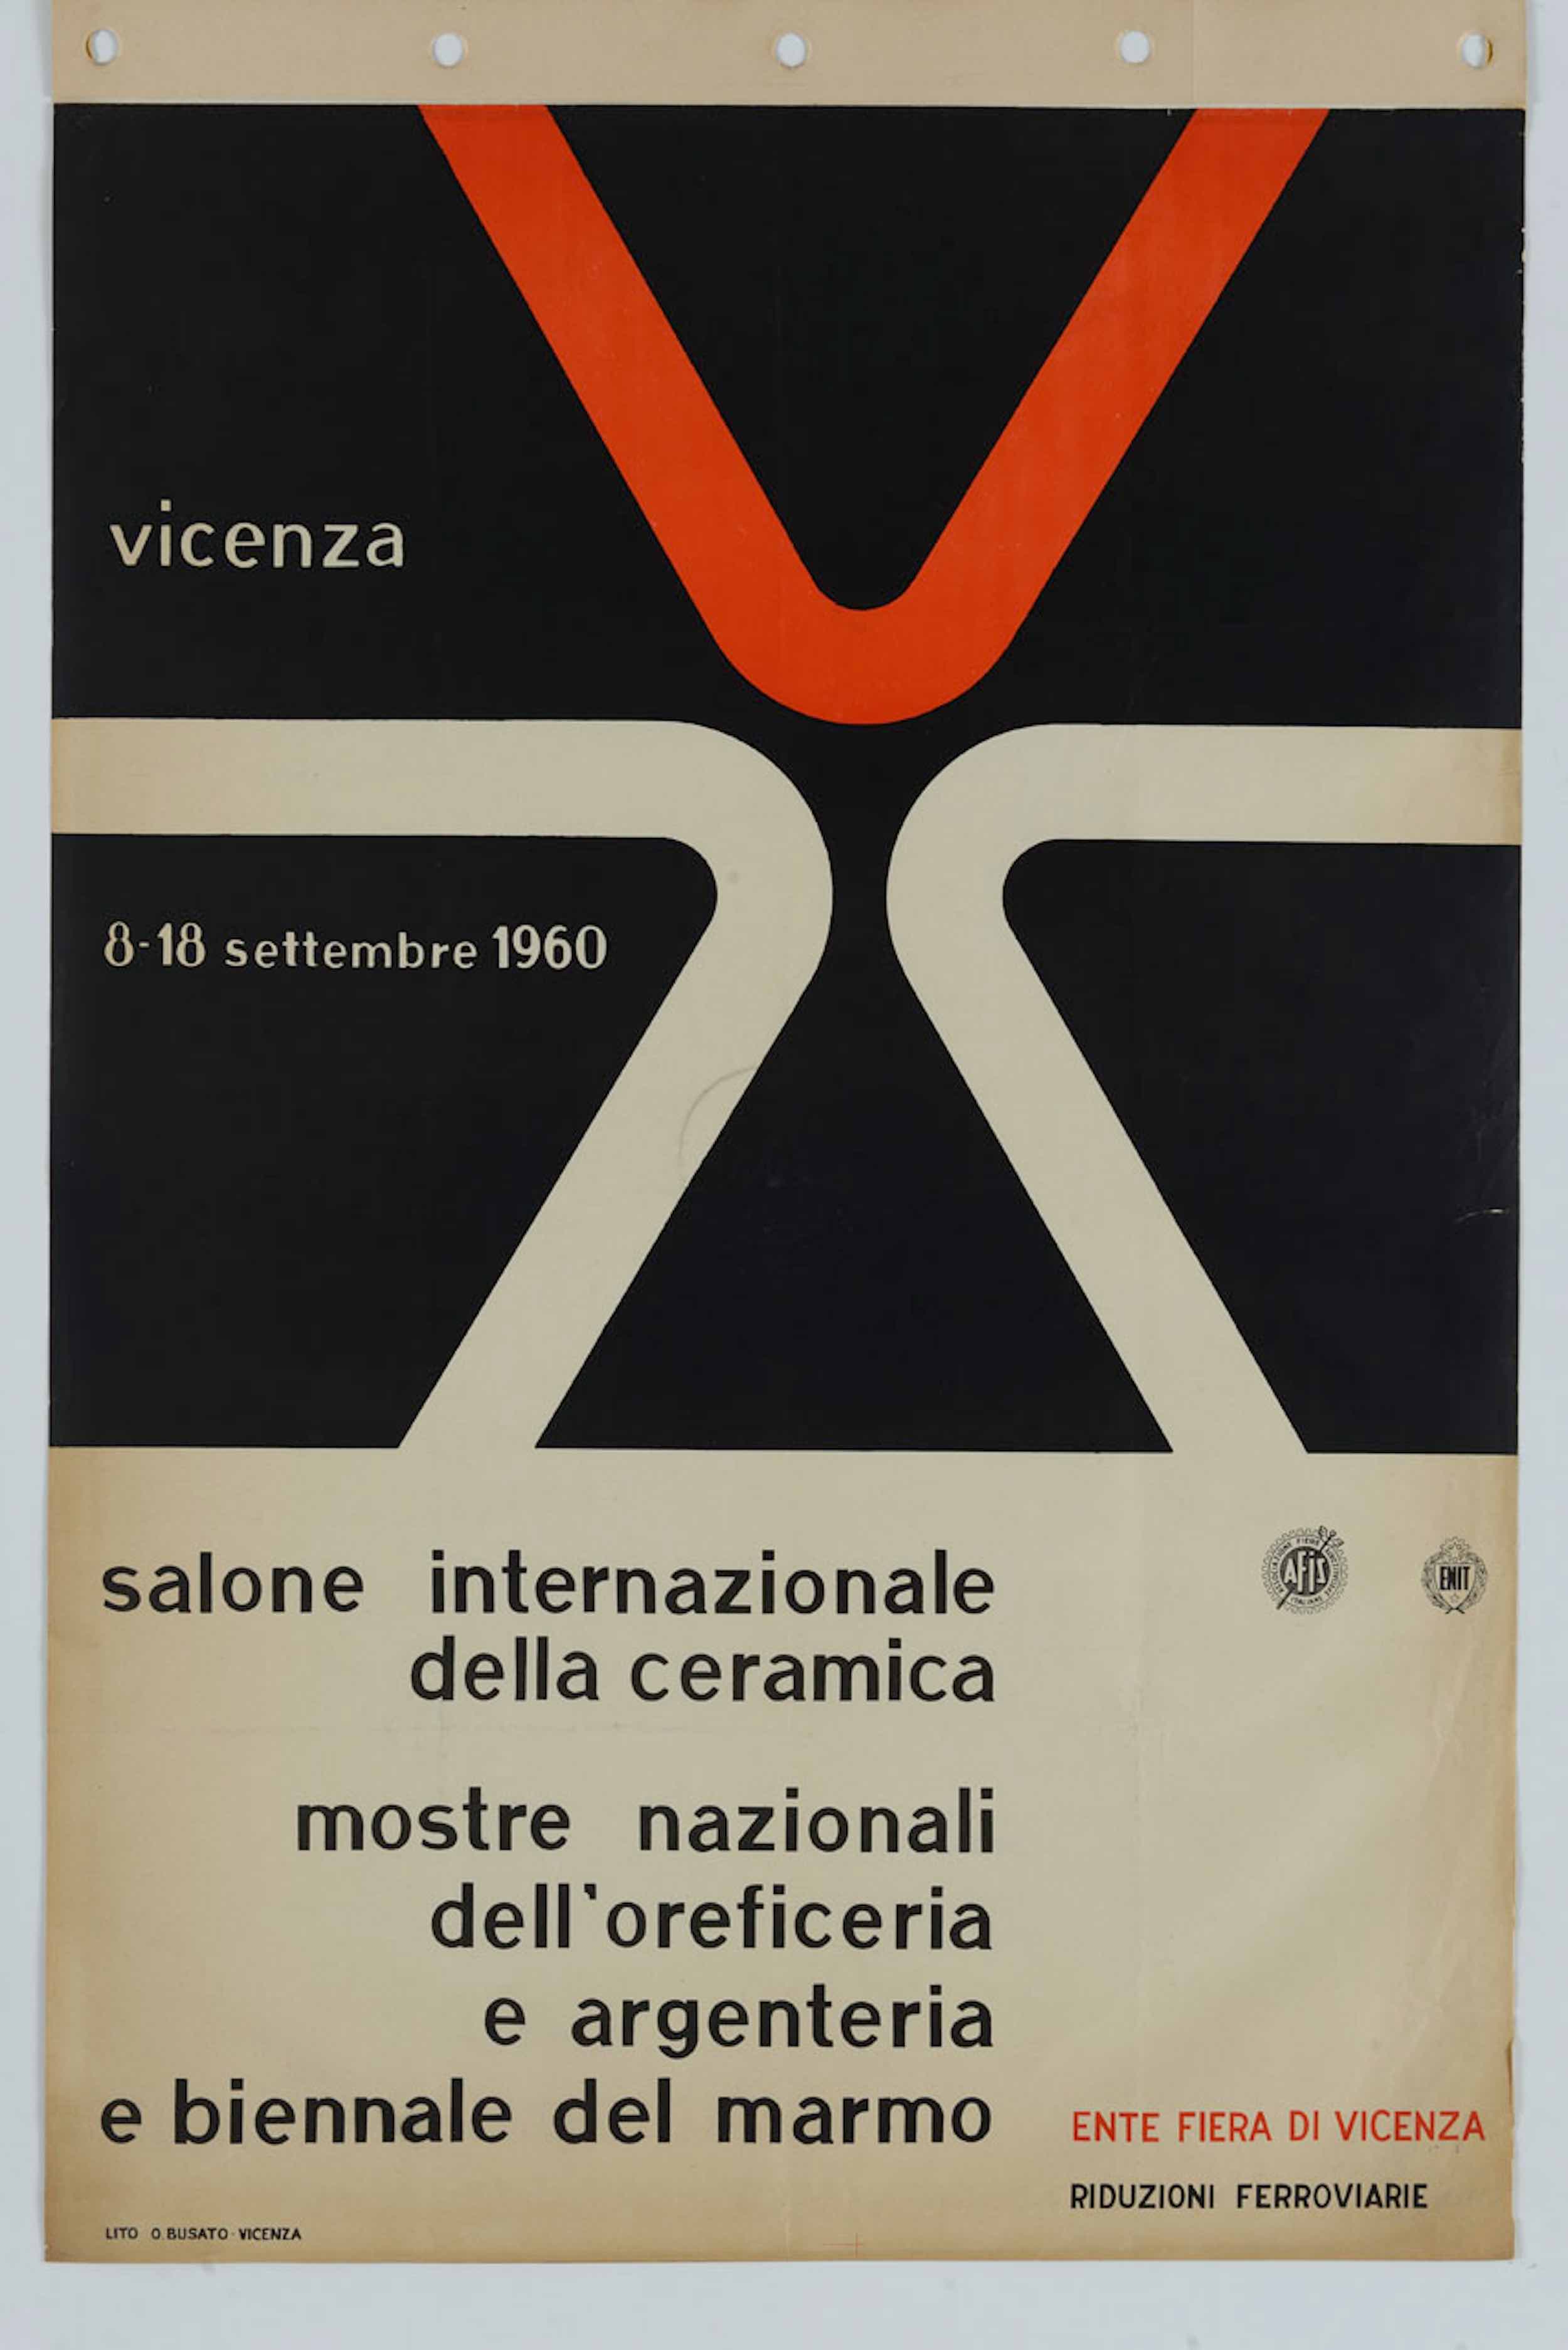 vicenza
8-18 settembre 1960
salone internazionale
della ceramica
mostre nazionali
dell'oreficeria
e argenteria
e biennale del marmo
AFIS
ENIT
ENTE FIERA DI VICENZA
RIDUZIONI FERROVIARIE
LITO O. BUSATO - VICENZA